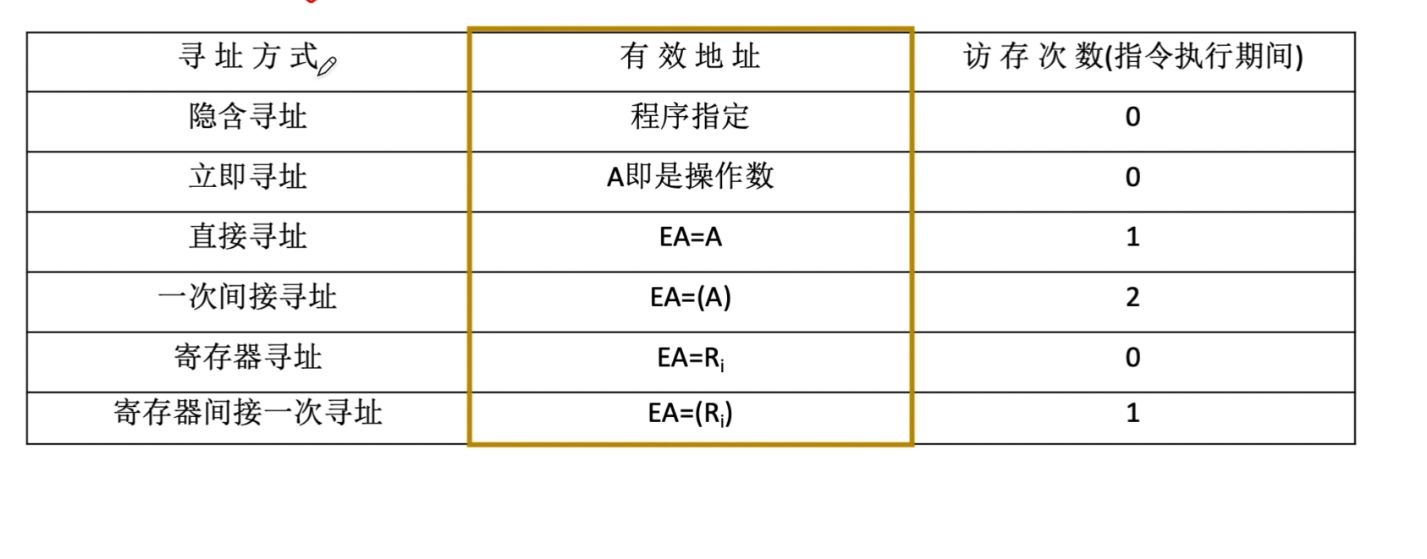 寻址方式 有效地址 访存次数(指令执行期间)
隐含寻址 程序指定 0
立即寻址 A即是操作数 0
直接寻址 EA=A 1
一次间接寻址 EA=(A) 2
寄存器寻址 EA=Ri 0
寄存器间接一次寻址 EA=(Ri) 1